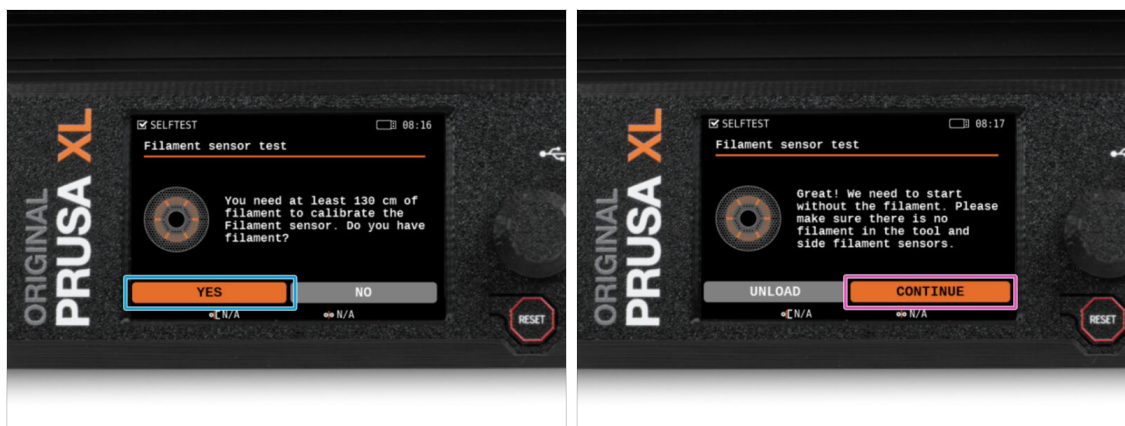 ORIGINAL
PRUSA XL
SELFTEST
08:16
Filament sensor test
You need at least 130 cm of
filament to calibrate the
Filament sensor. Do you have
filament?
YES
NO
N/A
N/A
RESET
ORIGINAL
PRUSA XL
SELFTEST
08:17
Filament sensor test
Great! We need to start
without the filament. Please
make sure there is no
filament in the tool and
side filament sensors.
UNLOAD
CONTINUE
N/A
N/A
RESET